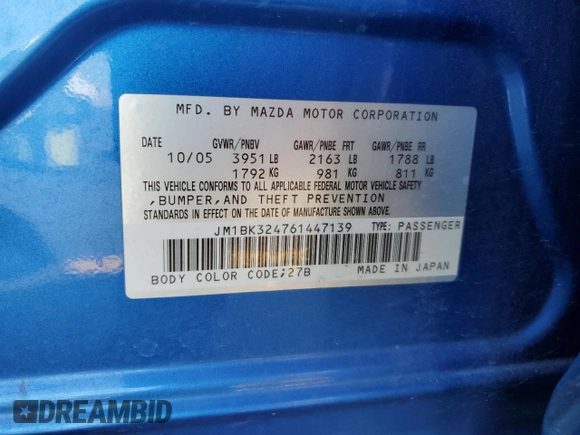 MFD. BY MAZDA MOTOR CORPORATION
DATE GVWR/PNBV GAWR/PNBE FRT GAWR/PNBE RR
10/05 3951 LB 2163 LB 1788 LB
1792 KG 981 KG 811 KG
THIS VEHICLE CONFORMS TO ALL APPLICABLE FEDERAL MOTOR VEHICLE SAFETY
,BUMPER,AND THEFT PREVENTION
STANDARDS IN EFFECT ON THE DATE OF MANUFACTURE SHOWN ABOVE.
JM1BK324761447139 TYPE: PASSENGER
BODY COLOR CODE;27B MADE IN JAPAN
DREAMBID